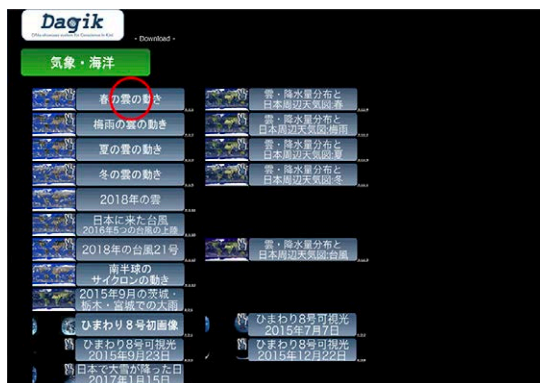 Dagik
- Download -
気象・海洋
春の雲の動き
雲・降水量分布と
日本周辺天気図:春
梅雨の雲の動き
雲・降水量分布と
日本周辺天気図:梅雨
夏の雲の動き
雲・降水量分布と
日本周辺天気図:夏
冬の雲の動き
雲・降水量分布と
日本周辺天気図:冬
2018年の雲
日本に来た台風
2016年5つの台風の上陸
2018年の台風21号
雲・降水量分布と
日本周辺天気図:台風
南半球の
サイクロンの動き
2015年9月の茨城・
栃木・宮城での大雨
ひまわり８号初画像
ひまわり8号可視光
2015年7月7日
ひまわり8号可視光
2015年9月23日
ひまわり8号可視光
2015年12月22日
日本で大雪が降った日
2017年1月15日